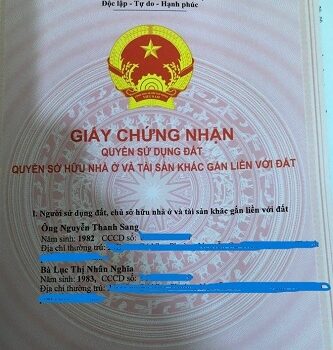 Độc lập - Tự do - Hạnh phúc
GIẤY CHỨNG NHẬN
QUYỀN SỬ DỤNG ĐẤT
QUYỀN SỞ HỮU NHÀ Ở VÀ TÀI SẢN KHÁC GẮN LIỀN VỚI ĐẤT
I. Người sử dụng đất, chủ sở hữu nhà ở và tài sản khác gắn liền với đất
Ông Nguyễn Thanh Sang
Năm sinh: 1982 CCCD số:
Địa chỉ thường trú:
Bà Lục Thị Nhân Nghĩa
Năm sinh: 1983, CCCD số:
Địa chỉ thường trú: